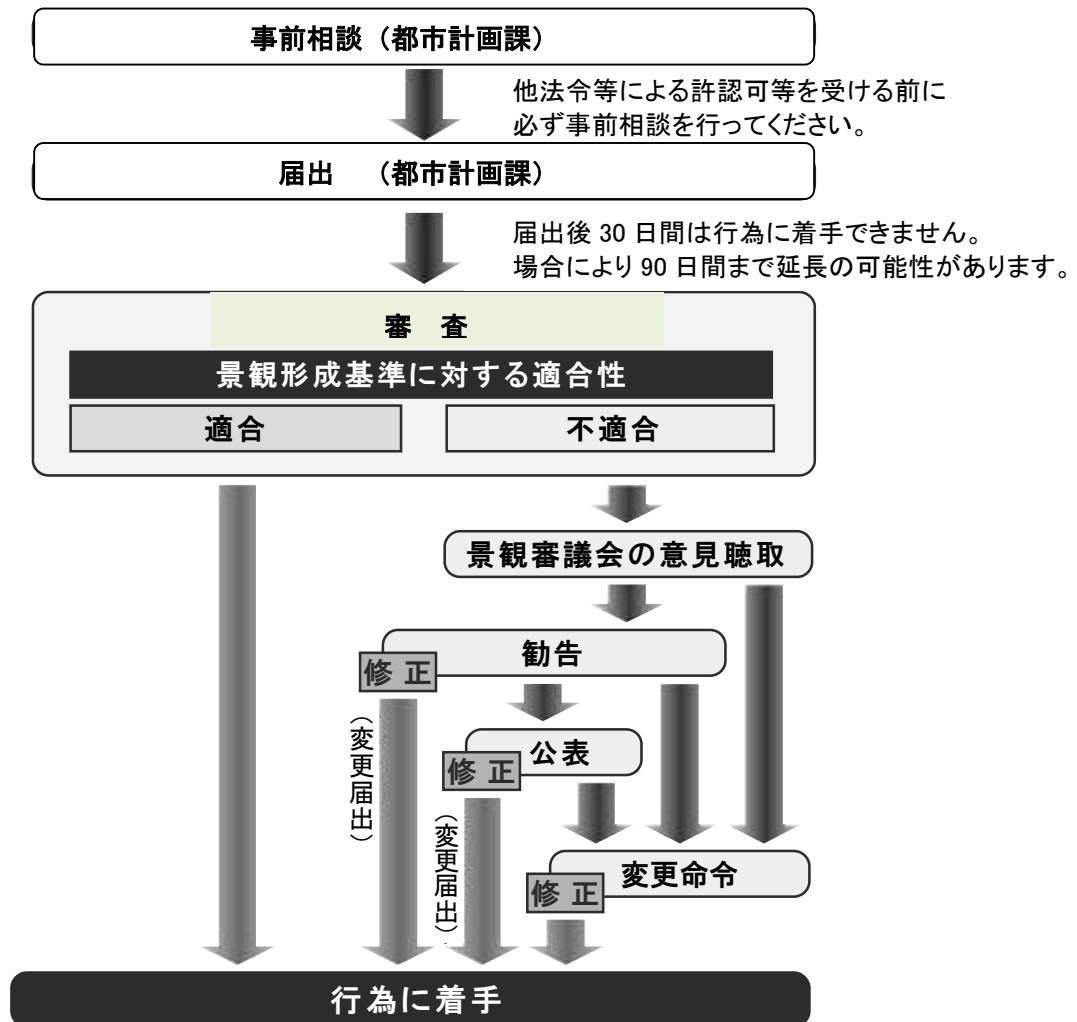 事前相談（都市計画課）
他法令等による許認可等を受ける前に
必ず事前相談を行ってください。
届出　（都市計画課）
届出後 30 日間は行為に着手できません。
場合により 90 日間まで延長の可能性があります。
審　査
景観形成基準に対する適合性
適合
不適合
景観審議会の意見聴取
勧告
修 正
（変更届出）
公表
修 正
（変更届出）
変更命令
修 正
行為に着手